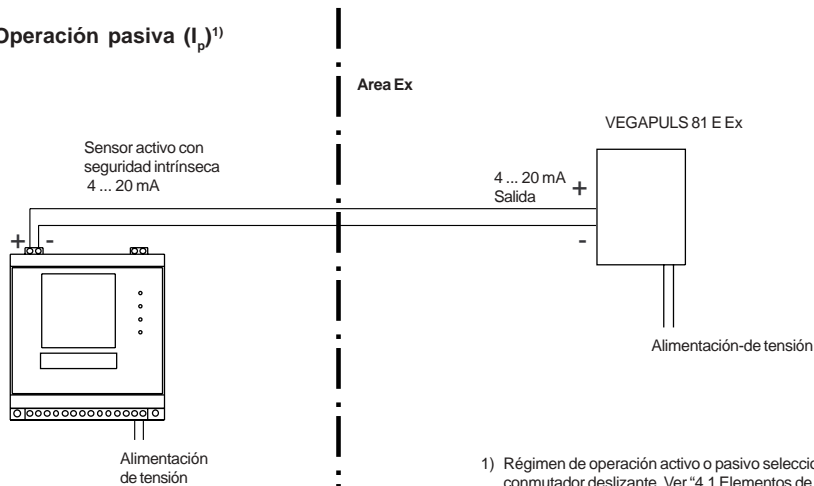 Operación pasiva (Ip)1)
Area Ex
VEGAPULS 81 E Ex
Sensor activo con
seguridad intrínseca
4 ... 20 mA
4 ... 20 mA
Salida
+
-
+ -
Alimentación-de tensión
Alimentación
de tensión
1) Régimen de operación activo o pasivo
conmutador deslizante. Ver "4.1 Elementos de